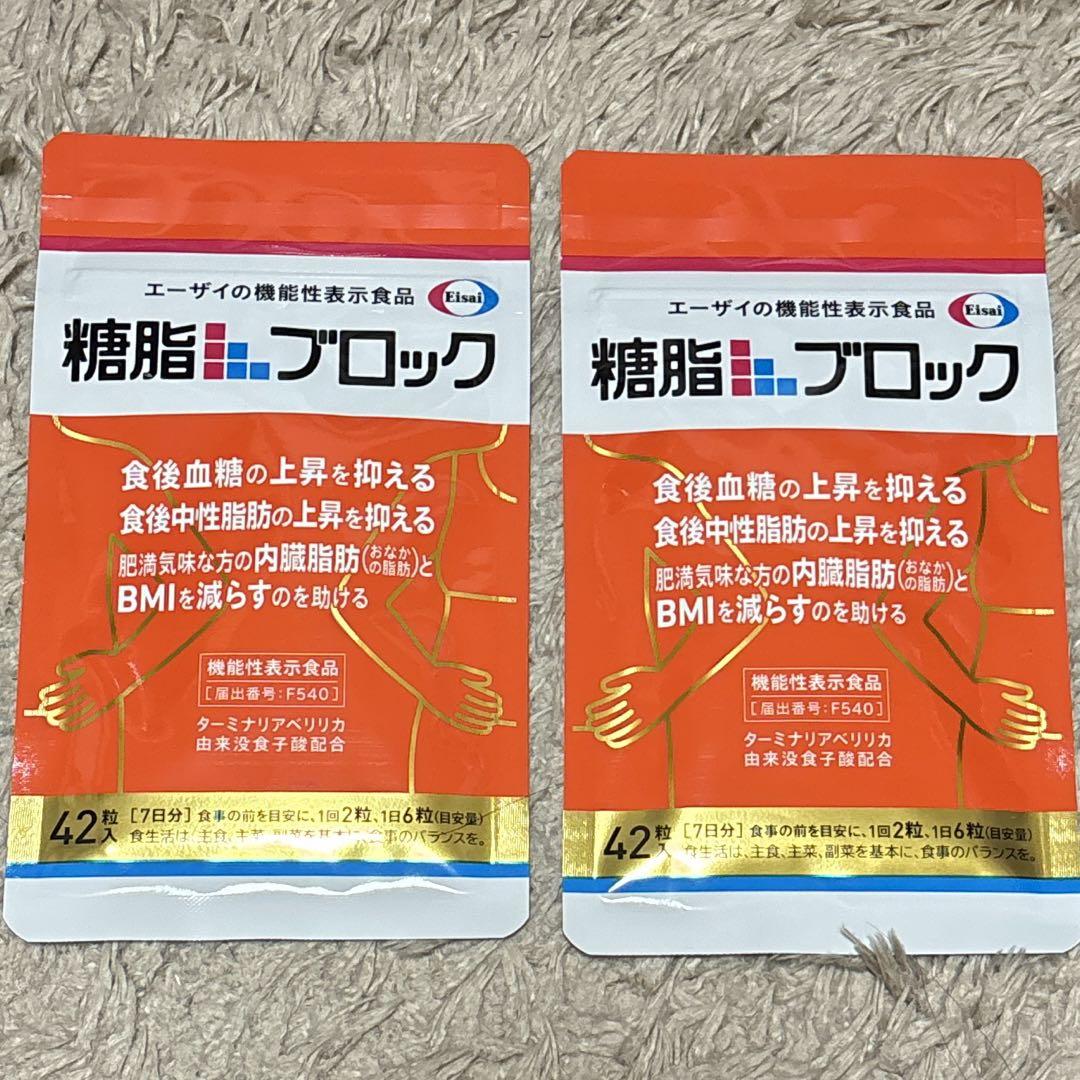 エーザイの機能性表示食品
Eisai
糖脂ブロック
食後血糖の上昇を抑える
食後中性脂肪の上昇を抑える
肥満気味な方の内臓脂肪(おなかの脂肪)と
BMIを減らすのを助ける
機能性表示食品
[届出番号:F540]
ターミナリアベリリカ
由来没食子酸配合
42粒入 [7日分] 食事の前を目安に、1回2粒、1日6粒(目安量)
食生活は、主食、主菜、副菜を基本に、食事のバランスを。
エーザイの機能性表示食品
Eisai
糖脂ブロック
食後血糖の上昇を抑える
食後中性脂肪の上昇を抑える
肥満気味な方の内臓脂肪(おなかの脂肪)と
BMIを減らすのを助ける
機能性表示食品
[届出番号:F540]
ターミナリアベリリカ
由来没食子酸配合
42粒入 [7日分] 食事の前を目安に、1回2粒、1日6粒(目安量)
食生活は、主食、主菜、副菜を基本に、食事のバランスを。